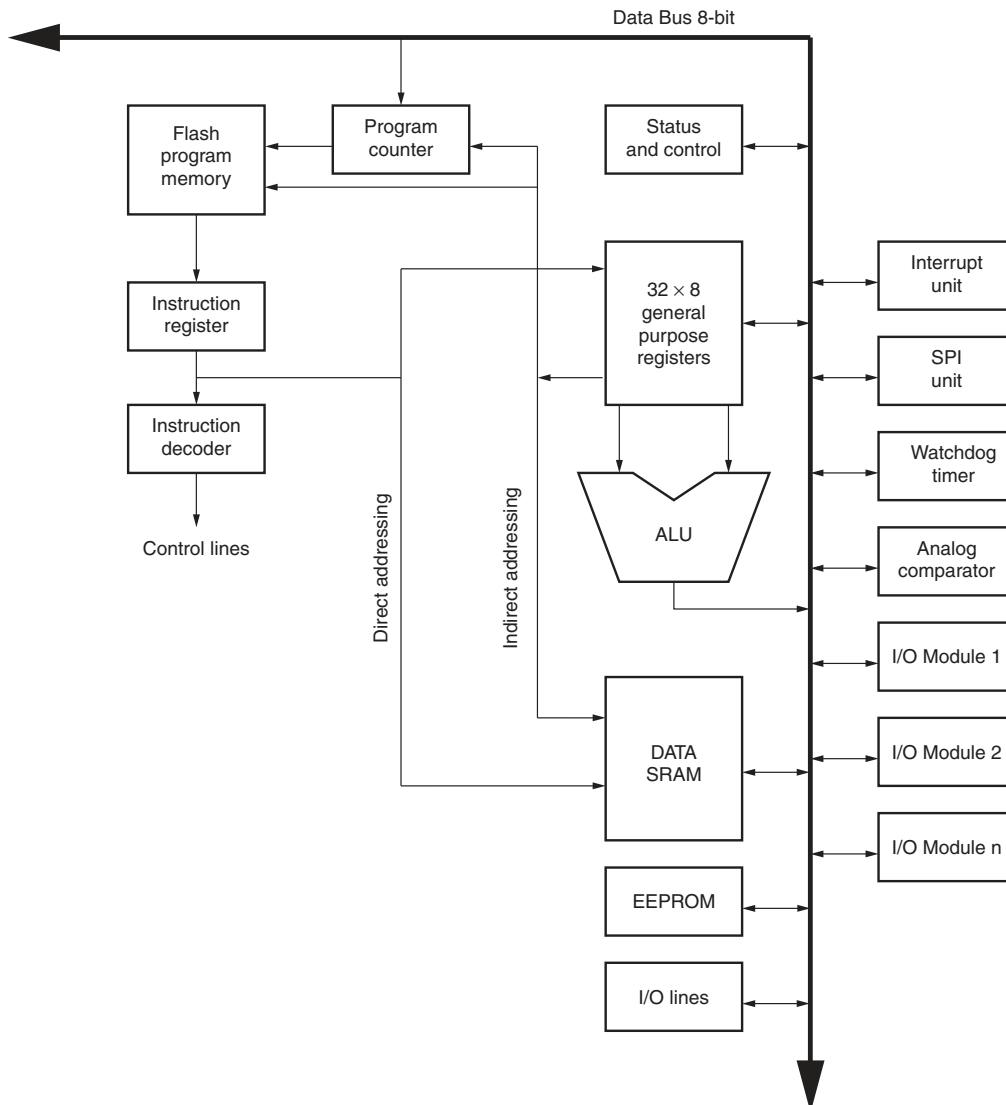 Data Bus 8-bit
Flash
program
memory
Program
counter
Status
and control
Instruction
register
32 × 8
general
purpose
registers
Interrupt
unit
SPI
unit
Instruction
decoder
Watchdog
timer
Control lines
Direct addressing
Indirect addressing
ALU
Analog
comparator
I/O Module 1
DATA
SRAM
I/O Module 2
I/O Module n
EEPROM
I/O lines